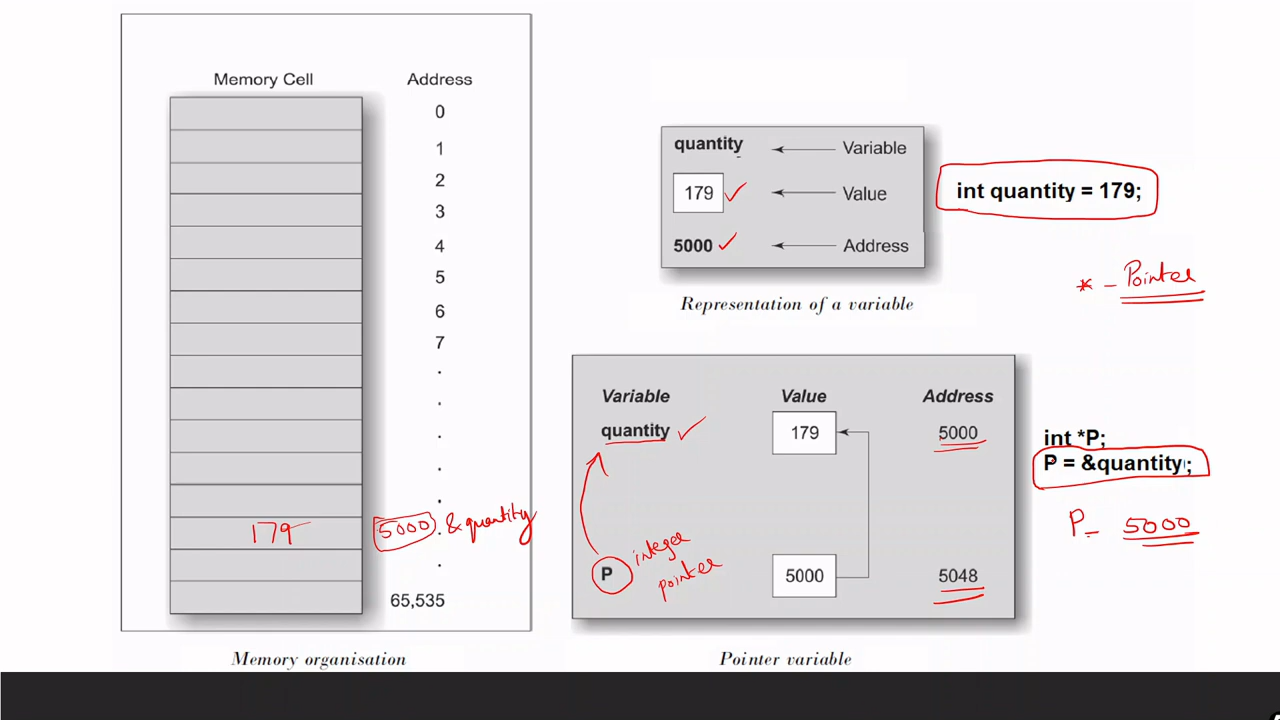 Memory Cell Address
0
1
2
3
4
5
6
7
.
.
.
.
.
179 5000 &quantity .
.
65,535
Memory organisation
quantity Variable
179 Value
5000 Address
Representation of a variable
int quantity = 179;
* - Pointer
Variable Value Address
quantity 179 5000
P integer pointer 5000 5048
Pointer variable
int *P;
P = &quantity;
P - 5000